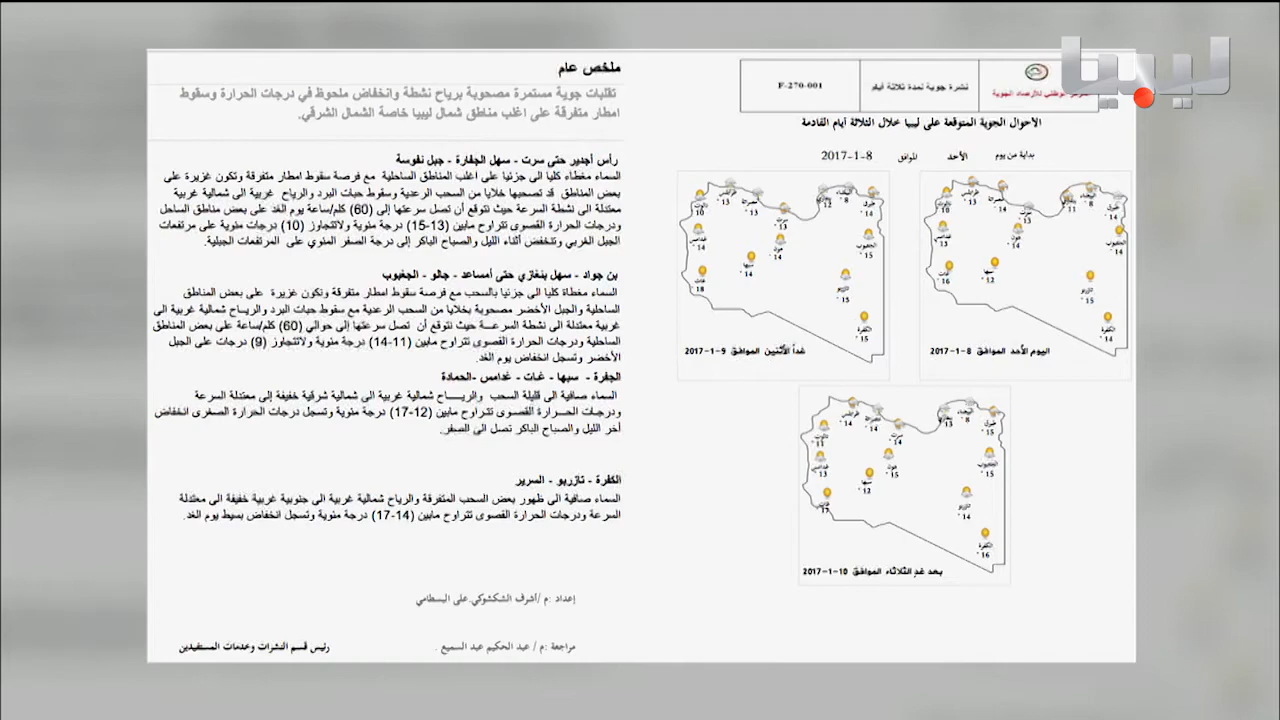 ليبيا
المركز الوطني للأرصاد الجوية
نشرة جوية لمدة ثلاثة أيام
F-270-001
الأحوال الجوية المتوقعة على ليبيا خلال الثلاثة أيام القادمة
بداية من يوم الأحد الموافق 8-1-2017
اليوم الأحد الموافق 8-1-2017
غداً الأثنين الموافق 9-1-2017
بعد غد الثلاثاء الموافق 10-1-2017
ملخص عام
تقلبات جوية مستمرة مصحوبة برياح نشطة وانخفاض ملحوظ في درجات الحرارة وسقوط
امطار متفرقة على اغلب مناطق شمال ليبيا خاصة الشمال الشرقي.
رأس أجدير حتى سرت - سهل الجفارة - جبل نفوسة
السماء مغطاء كليا الى جزئيا على اغلب المناطق الساحلية مع فرصة سقوط امطار متفرقة وتكون غزيرة على
بعض المناطق قد تصحبها خلايا من السحب الرعدية وسقوط حبات البرد والرياح غربية الى شمالية غربية
معتدلة الى نشطة السرعة حيث نتوقع أن تصل سرعتها إلى (60) كلم/ساعة يوم الغد على بعض مناطق الساحل
ودرجات الحرارة القصوى تتراوح مابين (13-15) درجة مئوية ولاتتجاوز (10) درجات مئوية على مرتفعات
الجبل الغربي وتنخفض أثناء الليل والصباح الباكر إلى درجة الصفر المئوي على المرتفعات الجبلية.
بن جواد - سهل بنغازي حتى أمساعد - جالو - الجغبوب
السماء مغطاة كليا الى جزئيا بالسحب مع فرصة سقوط امطار متفرقة وتكون غزيرة على بعض المناطق
الساحلية والجبل الأخضر مصحوبة بخلايا من السحب الرعدية مع سقوط حبات البرد والرياح شمالية غربية الى
غربية معتدلة الى نشطة السرعة حيث نتوقع أن تصل سرعتها إلى حوالي (60) كلم/ساعة على بعض المناطق
الساحلية ودرجات الحرارة القصوى تتراوح مابين (11-14) درجة مئوية ولاتتجاوز (9) درجات على الجبل
الأخضر وتسجل انخفاض يوم الغد.
الجفرة - سبها - غات - غدامس -الحمادة
السماء صافية الى قليلة السحب والرياح شمالية غربية الى شمالية شرقية خفيفة إلى معتدلة السرعة
ودرجات الحرارة القصوى تتراوح مابين (12-17) درجة مئوية وتسجل درجات الحرارة الصغرى انخفاض
أخر الليل والصباح الباكر تصل الى الصفر.
الكفرة - تازربو - السرير
السماء صافية الى ظهور بعض السحب المتفرقة والرياح شمالية غربية الى جنوبية غربية خفيفة إلى معتدلة
السرعة ودرجات الحرارة القصوى تتراوح مابين (14-17) درجة مئوية وتسجل انخفاض بسيط يوم الغد.
إعداد :م /أشرف الشكشوكي.على البسطامي
مراجعة :م / عبد الحكيم عبد السميع .
رئيس قسم النشرات وخدمات المستفيدين